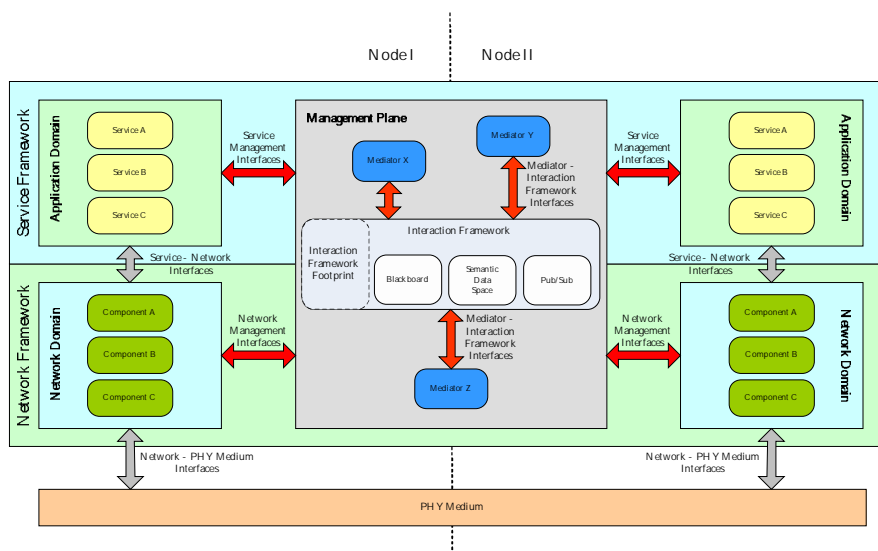 Node I
Node II
Service Framework
Application Domain
Service A
Service B
Service C
Service
Management
Interfaces
Management Plane
Mediator X
Mediator Y
Mediator -
Interaction
Framework
Interfaces
Service
Management
Interfaces
Service A
Service B
Service C
Application Domain
Interaction Framework
Interaction
Framework
Footprint
Blackboard
Semantic
Data
Space
Pub/Sub
Service - Network
Interfaces
Service - Network
Interfaces
Network Framework
Network Domain
Component A
Component B
Component C
Network
Management
Interfaces
Mediator -
Interaction
Framework
Interfaces
Mediator Z
Network
Management
Interfaces
Component A
Component B
Component C
Network Domain
Network - PHY Medium
Interfaces
Network - PHY Medium
Interfaces
PHY Medium